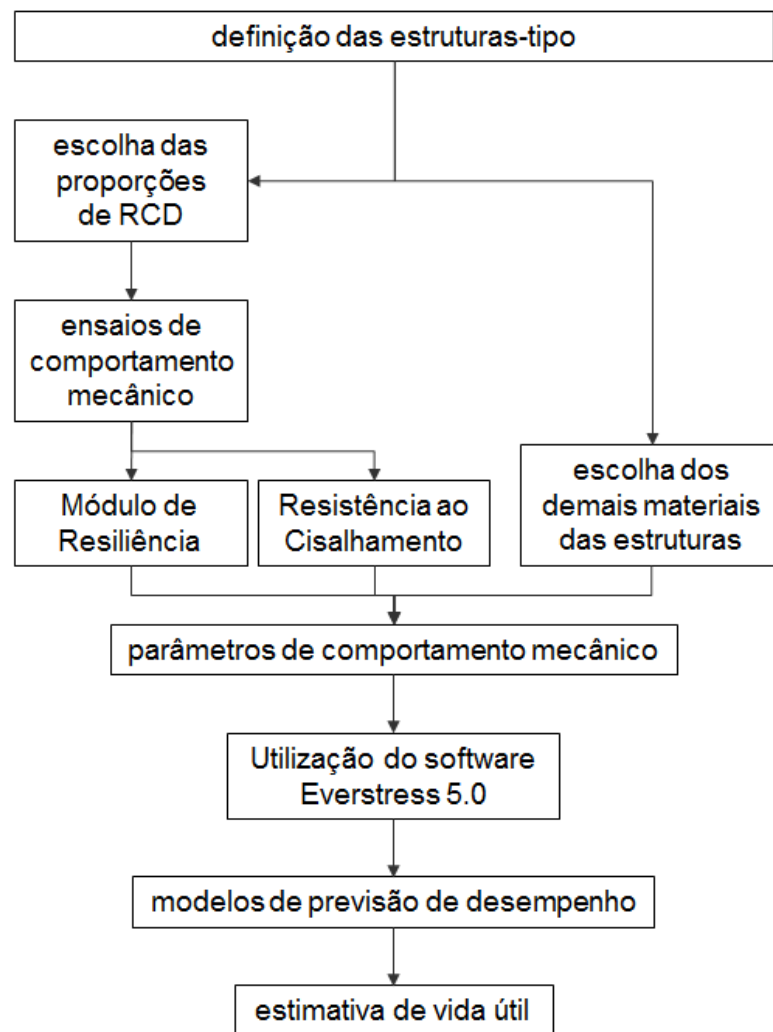 definição das estruturas-tipo
escolha das
proporções
de RCD
ensaios de
comportamento
mecânico
Módulo de
Resiliência
Resistência ao
Cisalhamento
escolha dos
demais materiais
das estruturas
parâmetros de comportamento mecânico
Utilização do software
Everstress 5.0
modelos de previsão de desempenho
estimativa de vida útil